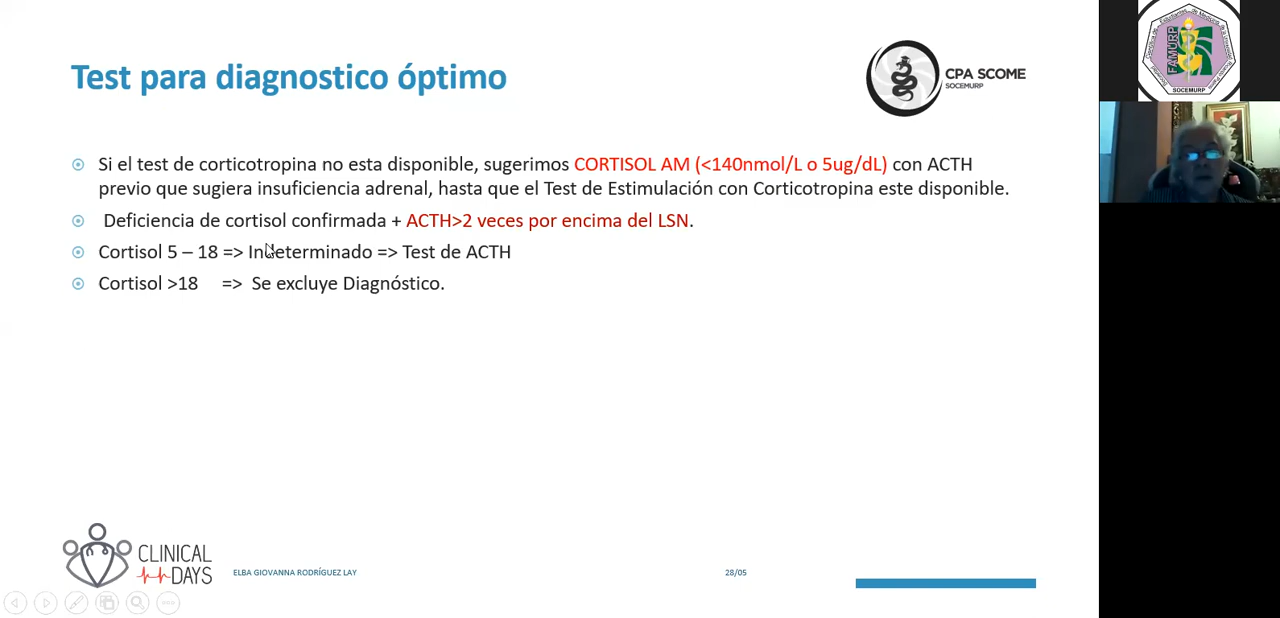 Test para diagnostico óptimo
CPA SCOME
SOCEMURP
Si el test de corticotropina no esta disponible, sugerimos CORTISOL AM (<140nmol/L o 5ug/dL) con ACTH
previo que sugiera insuficiencia adrenal, hasta que el Test de Estimulación con Corticotropina este disponible.
Deficiencia de cortisol confirmada + ACTH>2 veces por encima del LSN.
Cortisol 5 – 18 => Indeterminado => Test de ACTH
Cortisol >18 => Se excluye Diagnóstico.
CLINICAL
DAYS
ELBA GIOVANNA RODRÍGUEZ LAY
28/05
FAMURP
SOCEMURP